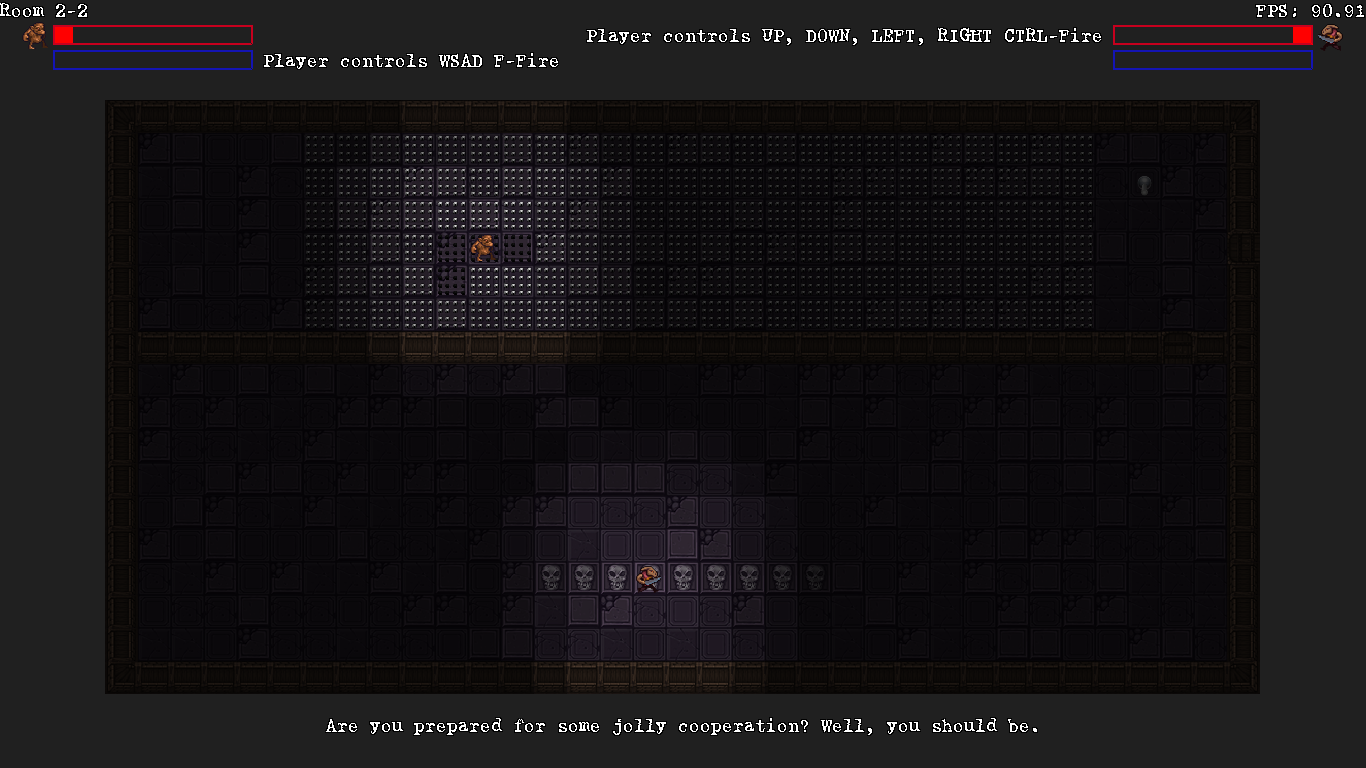 Room 2-2
FPS: 90.91
Player controls UP, DOWN, LEFT, RIGHT CTRL-Fire
Player controls WSAD F-Fire
Are you prepared for some jolly cooperation? Well, you should be.